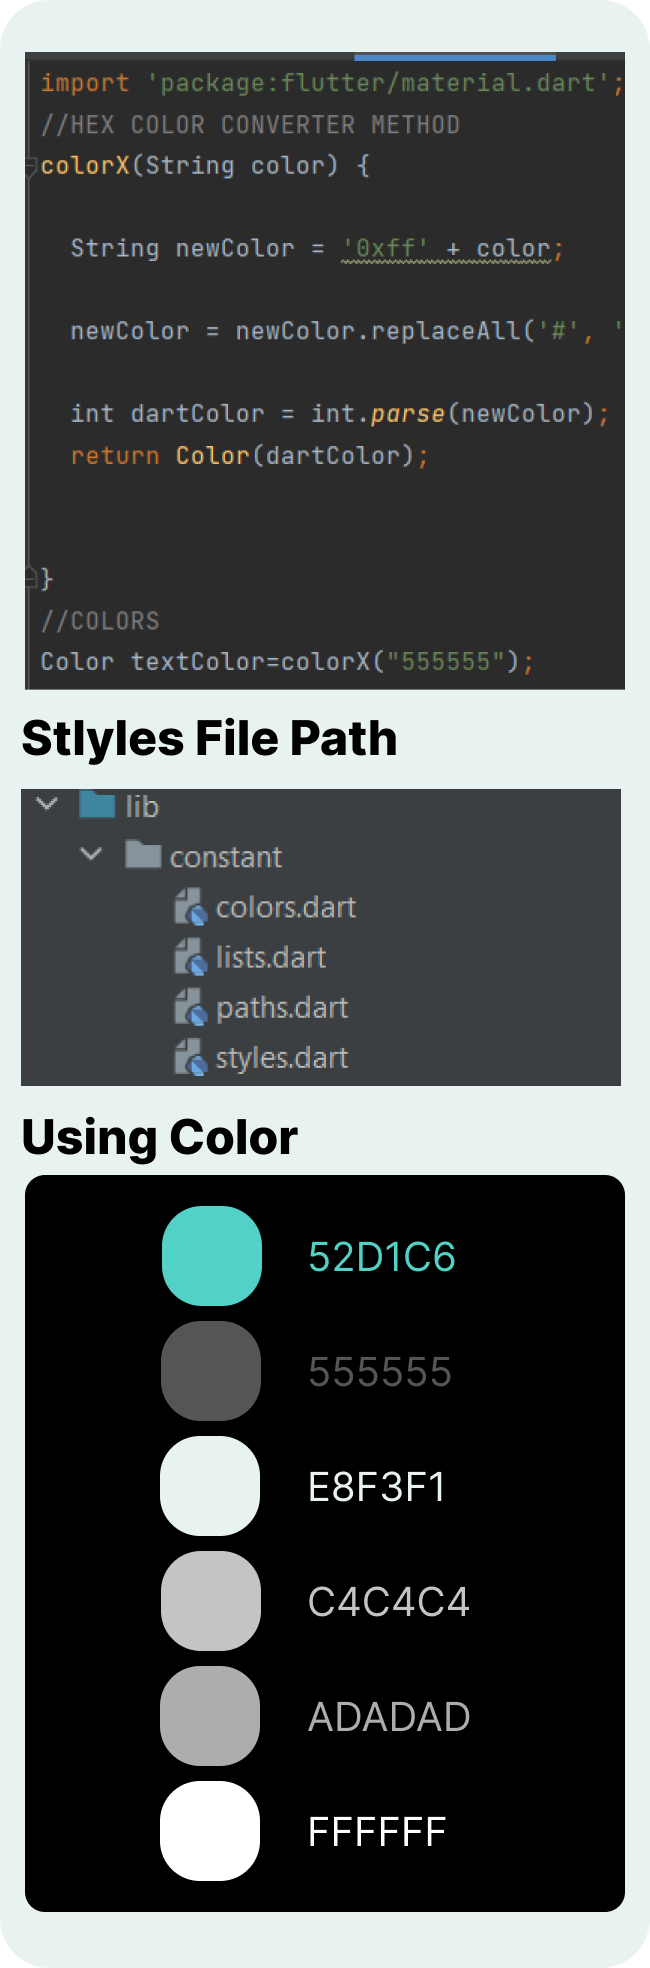 import 'package:flutter/material.dart';
//HEX COLOR CONVERTER METHOD
colorX(String color) {
String newColor = '0xff' + color;
newColor = newColor.replaceAll('#', '
int dartColor = int.parse(newColor);
return Color(dartColor);
}
//COLORS
Color textColor=colorX("555555");
Stlyles File Path
lib
constant
colors.dart
lists.dart
paths.dart
styles.dart
Using Color
52D1C6
555555
E8F3F1
C4C4C4
ADADAD
FFFFFF